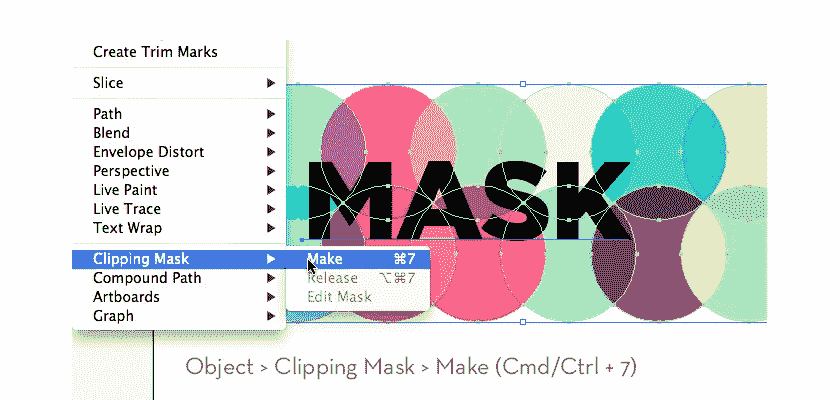 Create Trim Marks
Slice
Path
Blend
Envelope Distort
Perspective
Live Paint
Live Trace
Text Wrap
Clipping Mask
Compound Path
Artboards
Graph
Make ⌘7
Release ⌥⌘7
Edit Mask
MASK
Object > Clipping Mask > Make (Cmd/Ctrl + 7)